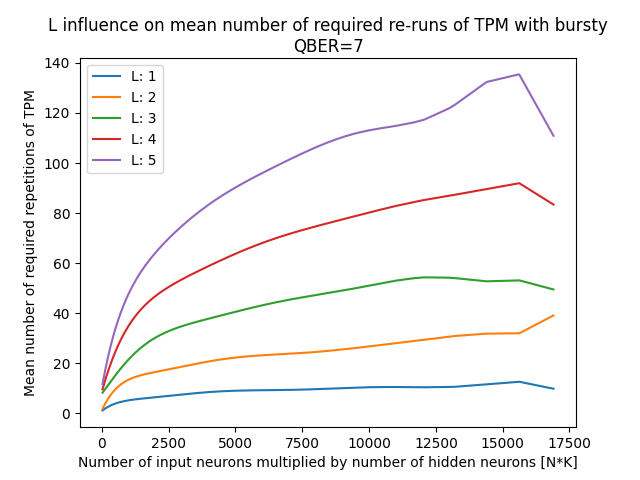 L influence on mean number of required re-runs of TPM with bursty
QBER=7
Mean number of required repetitions of TPM
140
120
100
80
60
40
20
0
L: 1
L: 2
L: 3
L: 4
L: 5
0 2500 5000 7500 10000 12500 15000 17500
Number of input neurons multiplied by number of hidden neurons [N*K]